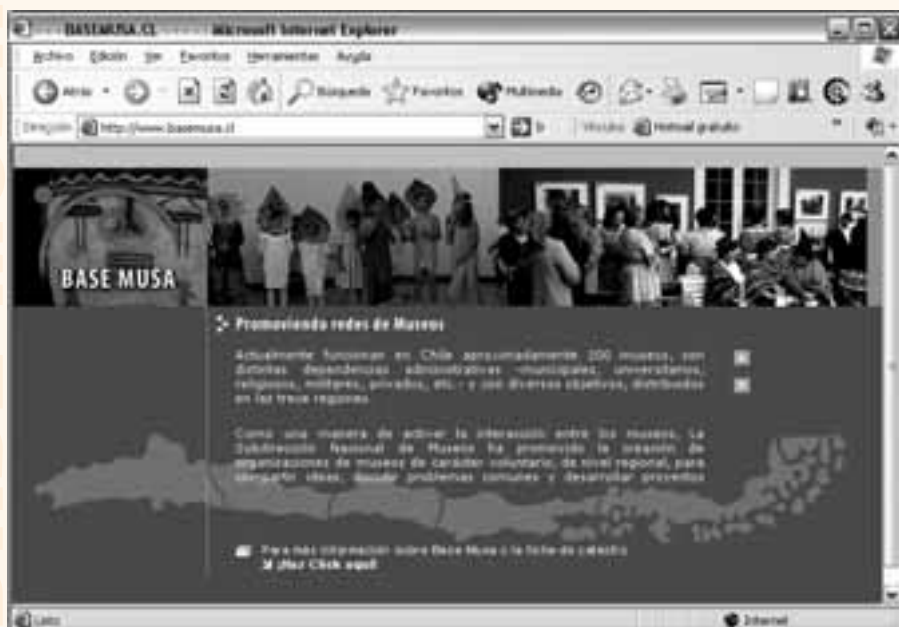 BASEMUSA.CL Microsoft Internet Explorer
Archivo Edición Ver Favoritos Herramientas Ayuda
Atrás Búsqueda Favoritos Multimedia
Dirección http://www.basemusa.cl Ir Vínculos Hotmail gratuito
BASE MUSA
Promoviendo redes de Museos
Actualmente funcionan en Chile aproximadamente 200 museos, con
distintas dependencias administrativas -municipales, universitarios,
religiosos, militares, privados, etc.- y con diversos objetivos, distribuidos
en las trece regiones
Como una manera de activar la interacción entre los museos, La
Subdirección Nacional de Museos ha promovido la creación de
organizaciones de museos de carácter voluntario, de nivel regional, para
compartir ideas, problemas comunes y desarrollar proyectos
Para más información sobre Base Musa o la ficha de catastro
¡Haz Click aquí!
Listo Internet